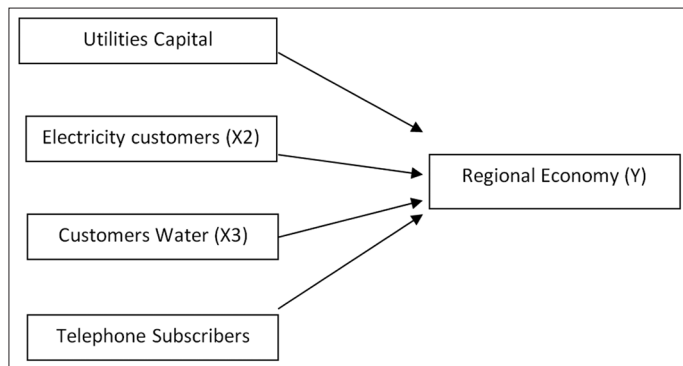 Utilities Capital
Electricity customers (X2)
Regional Economy (Y)
Customers Water (X3)
Telephone Subscribers